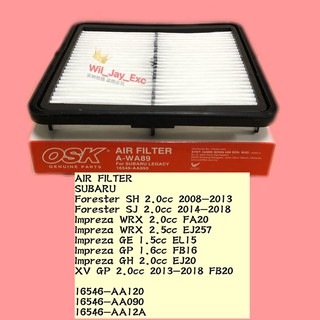 Wil_Jay_Exc
OSK
GENUINE PARTS
AIR FILTER
A-WA89
For SUBARU LEGACY
16546-AA090
AIR FILTER
SUBARU
Forester SH 2.0cc 2008-2013
Forester SJ 2.0cc 2014-2018
Impreza WRX 2.0cc FA20
Impreza WRX 2.5cc EJ257
Impreza GE 1.5cc EL15
Impreza GP 1.6cc FB16
Impreza GH 2.0cc EJ20
XV GP 2.0cc 2013-2018 FB20
16546-AA120
16546-AA090
16546-AA12A